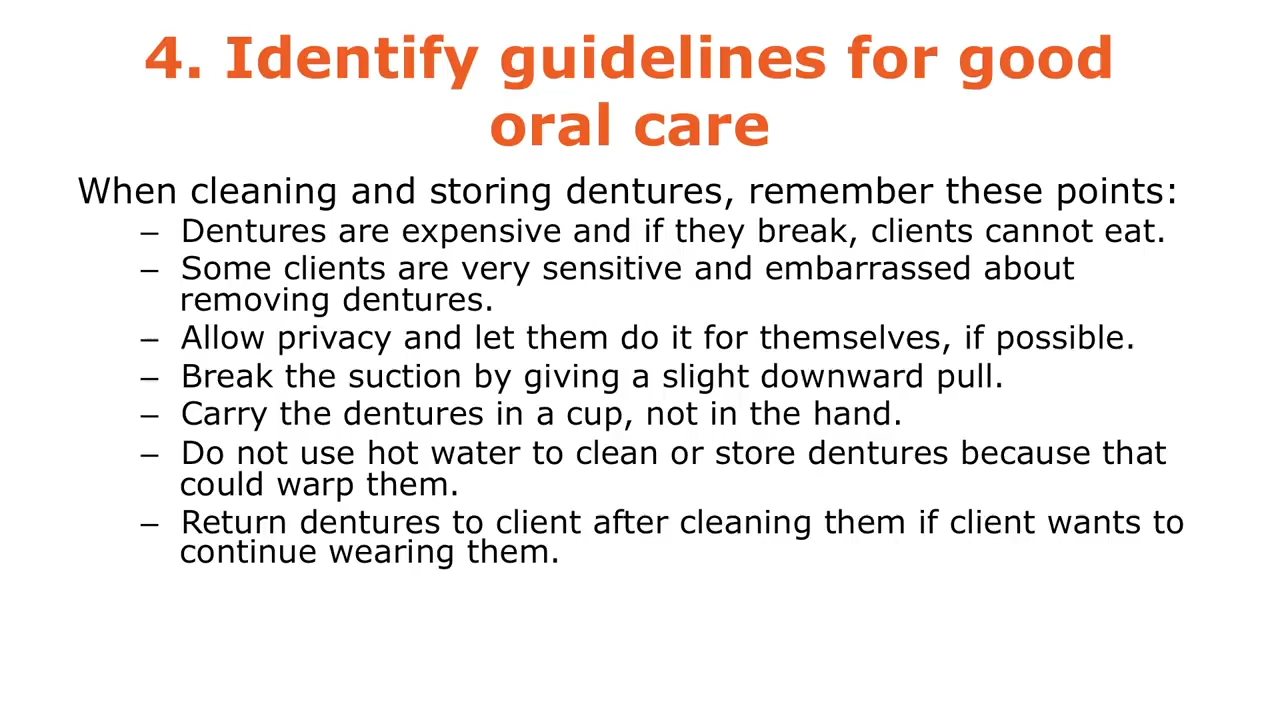 4. Identify guidelines for good
oral care
When cleaning and storing dentures, remember these points:
– Dentures are expensive and if they break, clients cannot eat.
– Some clients are very sensitive and embarrassed about
removing dentures.
– Allow privacy and let them do it for themselves, if possible.
– Break the suction by giving a slight downward pull.
– Carry the dentures in a cup, not in the hand.
– Do not use hot water to clean or store dentures because that
could warp them.
– Return dentures to client after cleaning them if client wants to
continue wearing them.